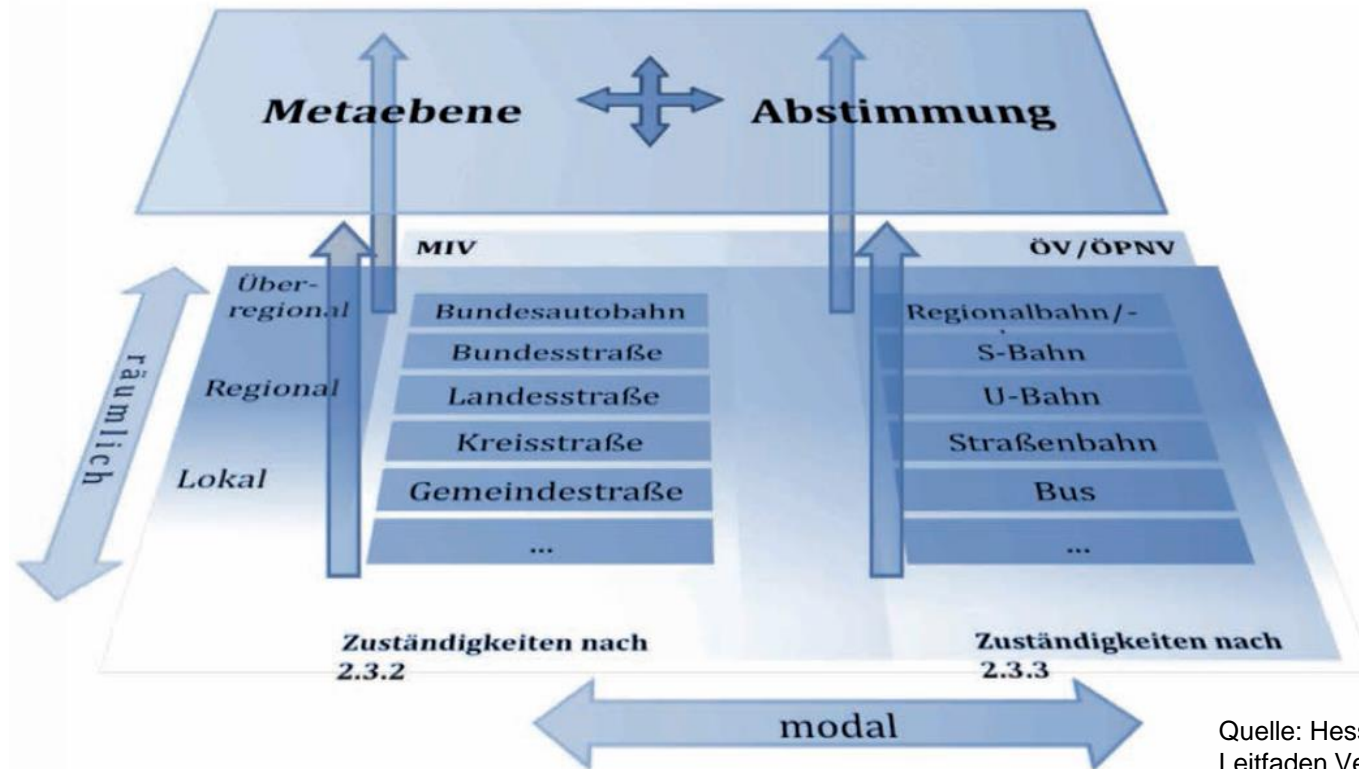 Metaebene
Abstimmung
MIV
ÖV/ÖPNV
Über-
regional
Regional
Lokal
räumlich
Bundesautobahn
Bundesstraße
Landesstraße
Kreisstraße
Gemeindestraße
...
Regionalbahn/-
S-Bahn
U-Bahn
Straßenbahn
Bus
...
Zuständigkeiten nach
2.3.2
Zuständigkeiten nach
2.3.3
modal
Quelle: Hess
Leitfaden Ve